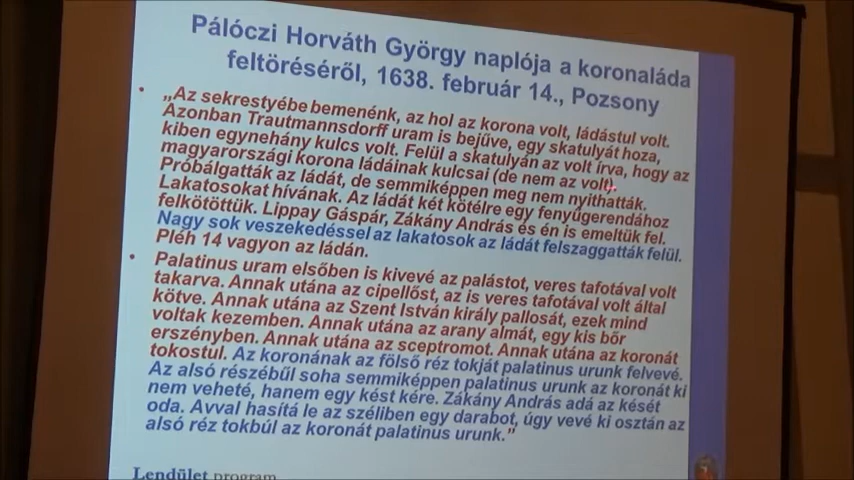 Pálóczi Horváth György naplója a koronaláda
feltöréséről, 1638. február 14., Pozsony
• „Az sekrestyébe bemenénk, az hol az korona volt, ládástul volt.
Azonban Trautmannsdorff uram is bejűve, egy skatulyát hoza,
kiben egynehány kulcs volt. Felül a skatulyán az volt írva, hogy az
magyarországi korona ládáinak kulcsai (de nem az volt).
Próbálgatták az ládát, de semmiképpen meg nem nyithatták.
Lakatosokat hívának. Az ládát két kötélre egy fenyűgerendához
felkötöttük. Lippay Gáspár, Zákány András és én is emeltük fel.
Nagy sok veszekedéssel az lakatosok az ládát felszaggatták felül.
Pléh 14 vagyon az ládán.
• Palatinus uram elsőben is kivevé az palástot, veres tafotával volt
takarva. Annak utána az cipellőst, az is veres tafotával volt által
kötve. Annak utána az Szent István király pallosát, ezek mind
voltak kezemben. Annak utána az arany almát, egy kis bőr
erszényben. Annak utána az sceptromot. Annak utána az koronát
tokostul. Az koronának az fölső réz tokját palatinus urunk felvevé.
Az alsó részébűl soha semmiképpen palatinus urunk az koronát ki
nem veheté, hanem egy kést kére. Zákány András adá az kését
oda. Avval hasítá le az széliben egy darabot, úgy vevé ki osztán az
alsó réz tokbúl az koronát palatinus urunk.”
Lendület program